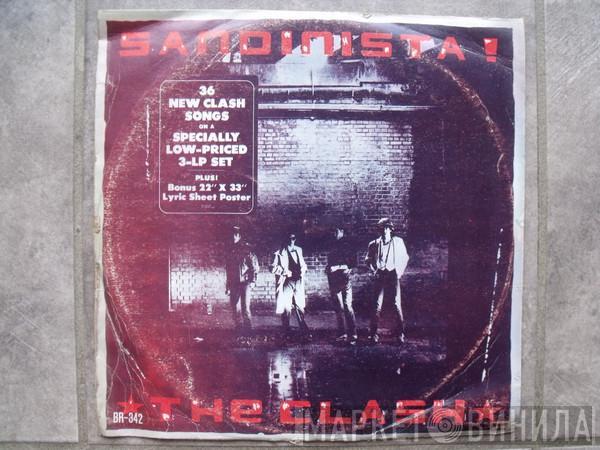 SANDINISTA!
36
NEW CLASH
SONGS
ON A
SPECIALLY
LOW-PRICED
3-LP SET
PLUS!
Bonus 22" X 33"
Lyric Sheet Poster
THE CLASH
BR-342
МАРКЕТ ВИНИЛА